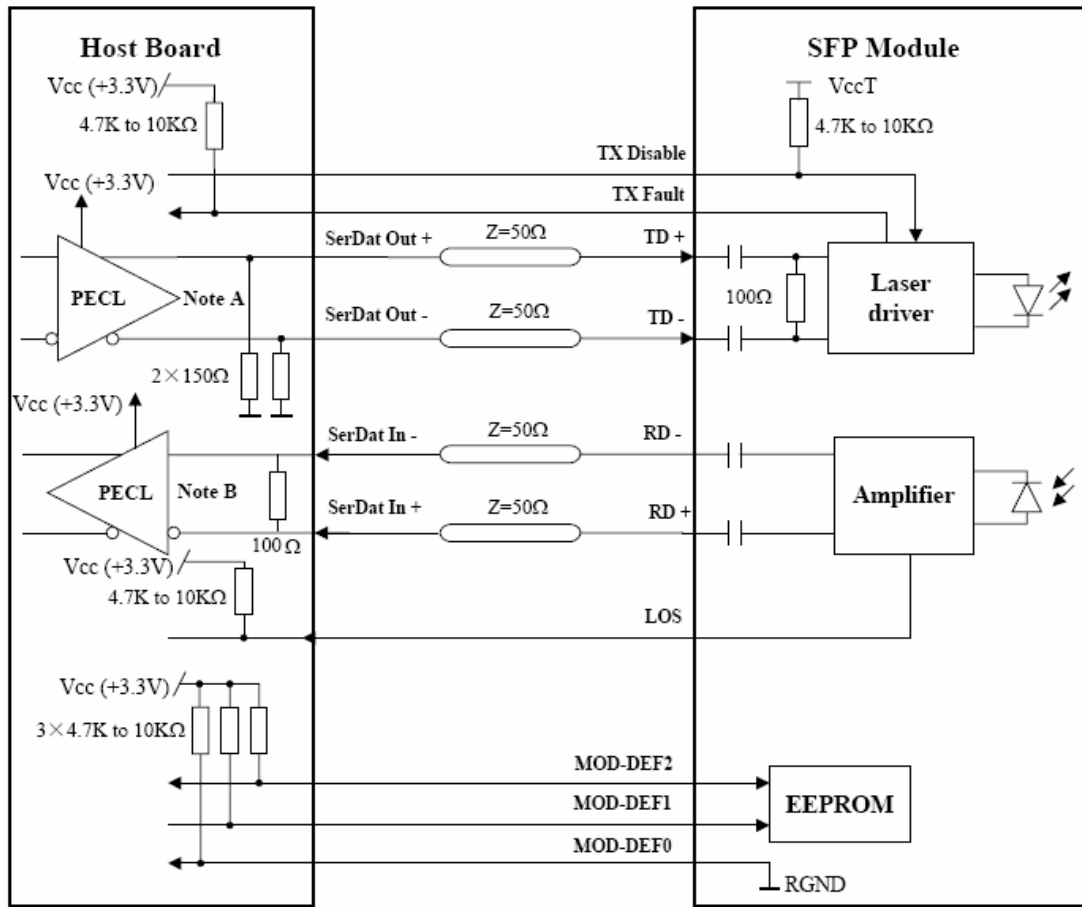 Host Board
SFP Module
Vcc (+3.3V)
4.7K to 10KΩ
VccT
4.7K to 10KΩ
TX Disable
Vcc (+3.3V)
TX Fault
SerDat Out +
Z=50Ω
TD +
PECL
Note A
100Ω
Laser
driver
SerDat Out -
Z=50Ω
TD -
2×150Ω
Vcc (+3.3V)
SerDat In -
Z=50Ω
RD -
PECL
Note B
Amplifier
SerDat In +
Z=50Ω
RD +
100Ω
Vcc (+3.3V)
4.7K to 10KΩ
LOS
Vcc (+3.3V)
3×4.7K to 10KΩ
MOD-DEF2
MOD-DEF1
EEPROM
MOD-DEF0
RGND